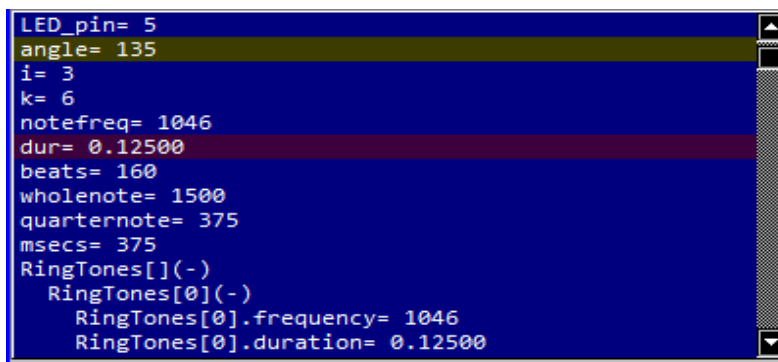 LED_pin= 5
angle= 135
i= 3
k= 6
notefreq= 1046
dur= 0.12500
beats= 160
wholenote= 1500
quarternote= 375
msecs= 375
RingTones[](-)
  RingTones[0](-)
    RingTones[0].frequency= 1046
    RingTones[0].duration= 0.12500